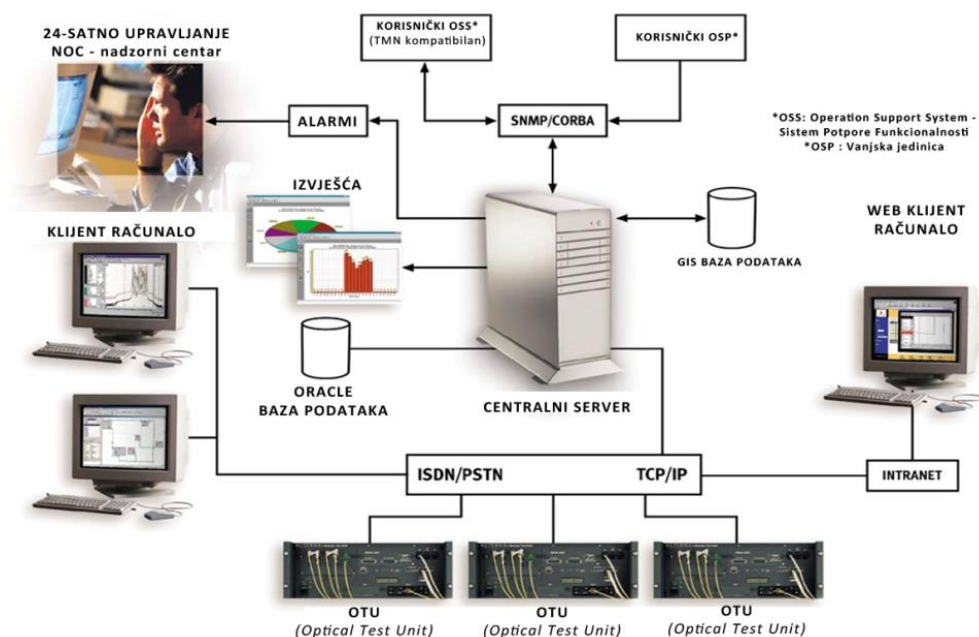 24-SATNO UPRAVLJANJE
NOC - nadzorni centar
KORISNIČKI OSS*
(TMN kompatibilan)
KORISNIČKI OSP*
ALARMI
SNMP/CORBA
*OSS: Operation Support System -
Sistem Potpore Funkcionalnosti
*OSP : Vanjska jedinica
IZVJEŠĆA
KLIJENT RAČUNALO
WEB KLIJENT
RAČUNALO
GIS BAZA PODATAKA
ORACLE
BAZA PODATAKA
CENTRALNI SERVER
ISDN/PSTN
TCP/IP
INTRANET
OTU
(Optical Test Unit)
OTU
(Optical Test Unit)
OTU
(Optical Test Unit)